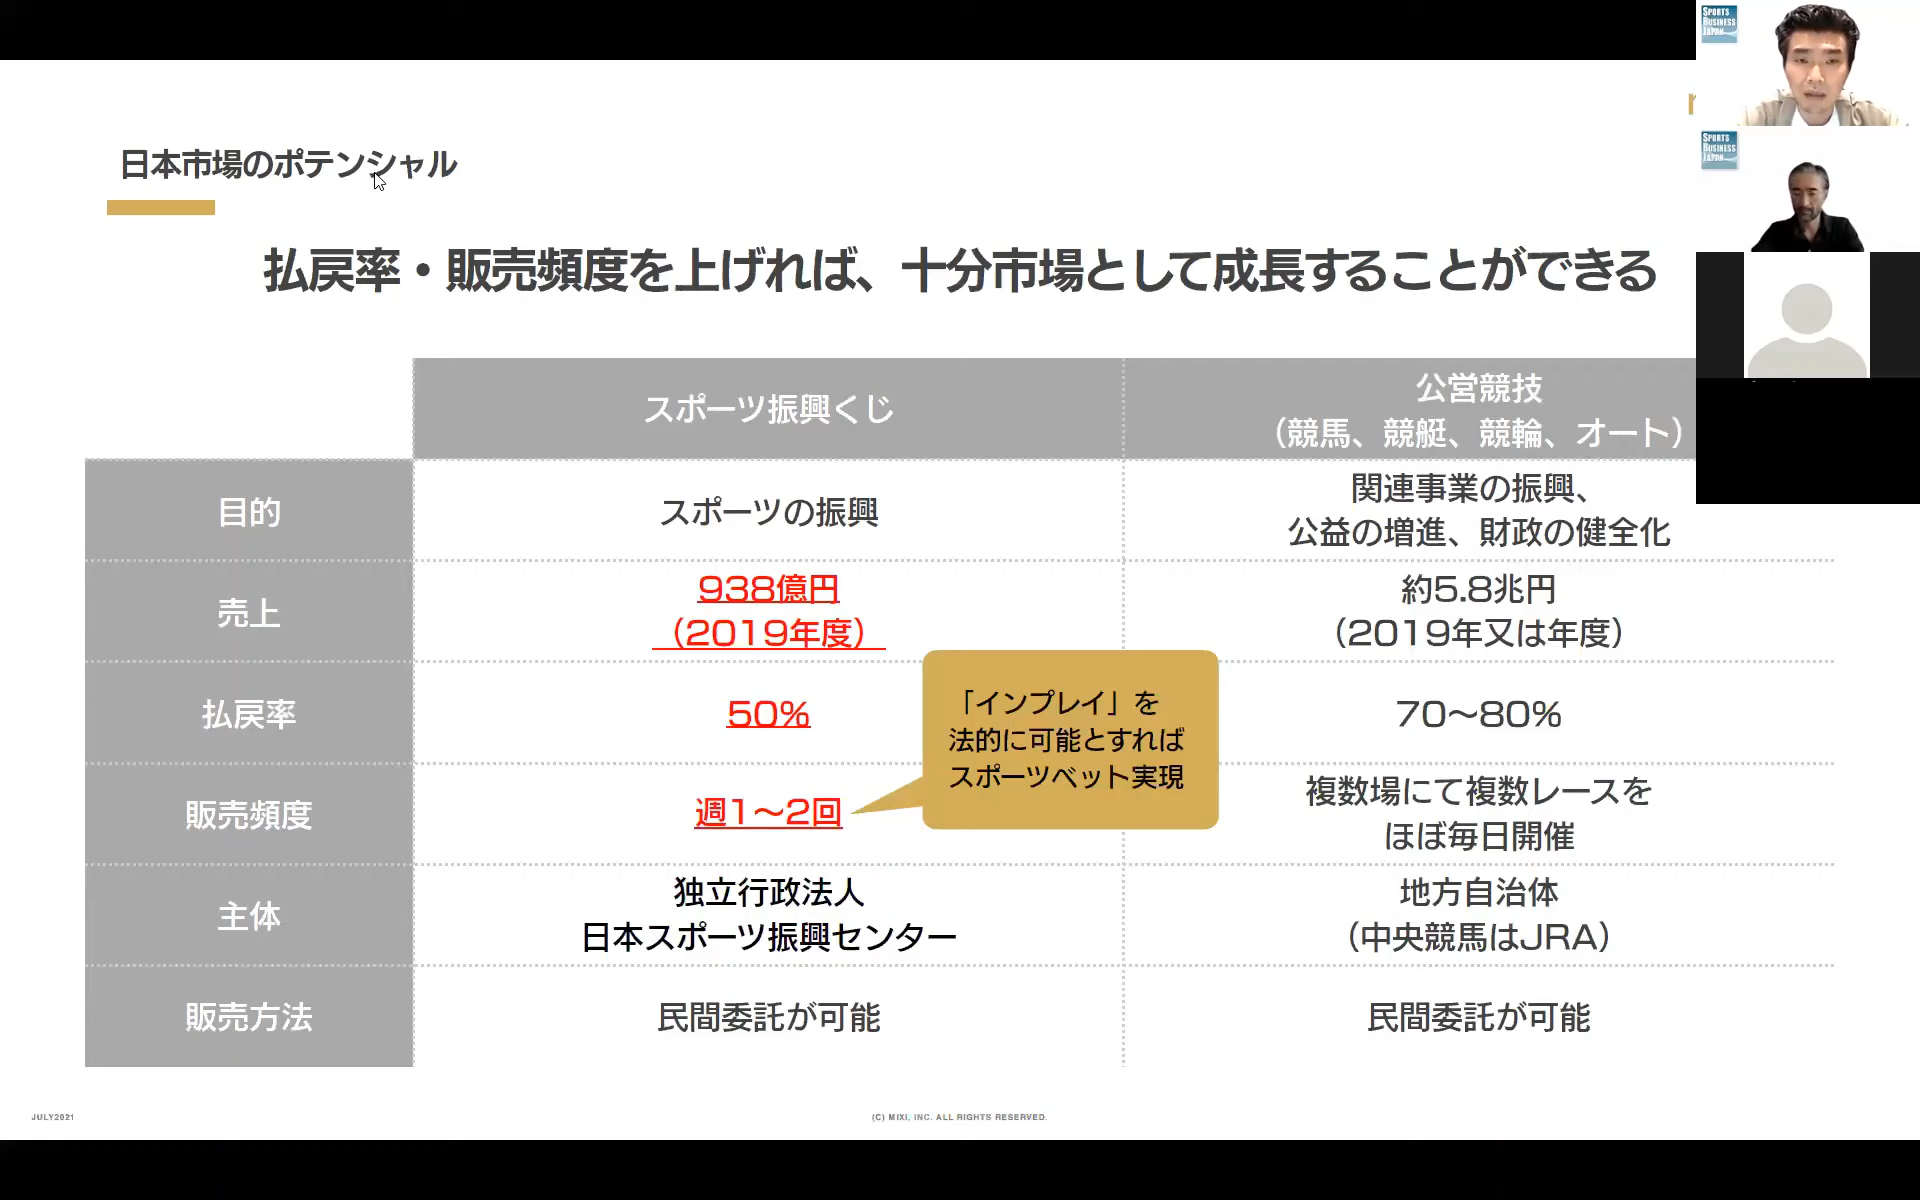 SPORTS
BUSINESS
JAPAN
SPORTS
BUSINESS
JAPAN
日本市場のポテンシャル
払戻率・販売頻度を上げれば、十分市場として成長することができる
スポーツ振興くじ
公営競技
（競馬、競艇、競輪、オート）
目的
スポーツの振興
関連事業の振興、
公益の増進、財政の健全化
売上
938億円
（2019年度）
約5.8兆円
（2019年又は年度）
払戻率
50%
70～80%
「インプレイ」を
法的に可能とすれば
スポーツベット実現
販売頻度
週1～2回
複数場にて複数レースを
ほぼ毎日開催
主体
独立行政法人
日本スポーツ振興センター
地方自治体
（中央競馬はJRA）
販売方法
民間委託が可能
民間委託が可能
JULY2021
(C) MIXI, INC. ALL RIGHTS RESERVED.